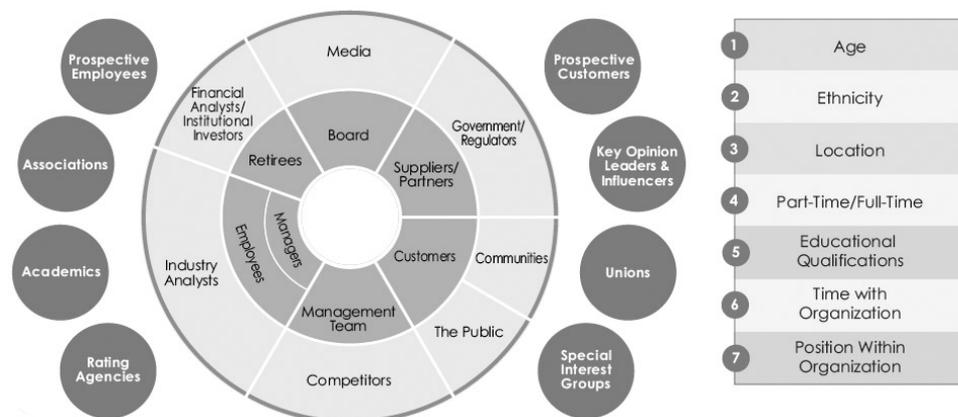 Prospective
Employees
Associations
Academics
Rating
Agencies
Media
Financial
Analysts/
Institutional
Investors
Government/
Regulators
Industry
Analysts
Communities
The Public
Competitors
Board
Retirees
Suppliers/
Partners
Managers
Employees
Customers
Management
Team
Prospective
Customers
Key Opinion
Leaders &
Influencers
Unions
Special
Interest
Groups
1 Age
2 Ethnicity
3 Location
4 Part-Time/Full-Time
5 Educational
Qualifications
6 Time with
Organization
7 Position Within
Organization